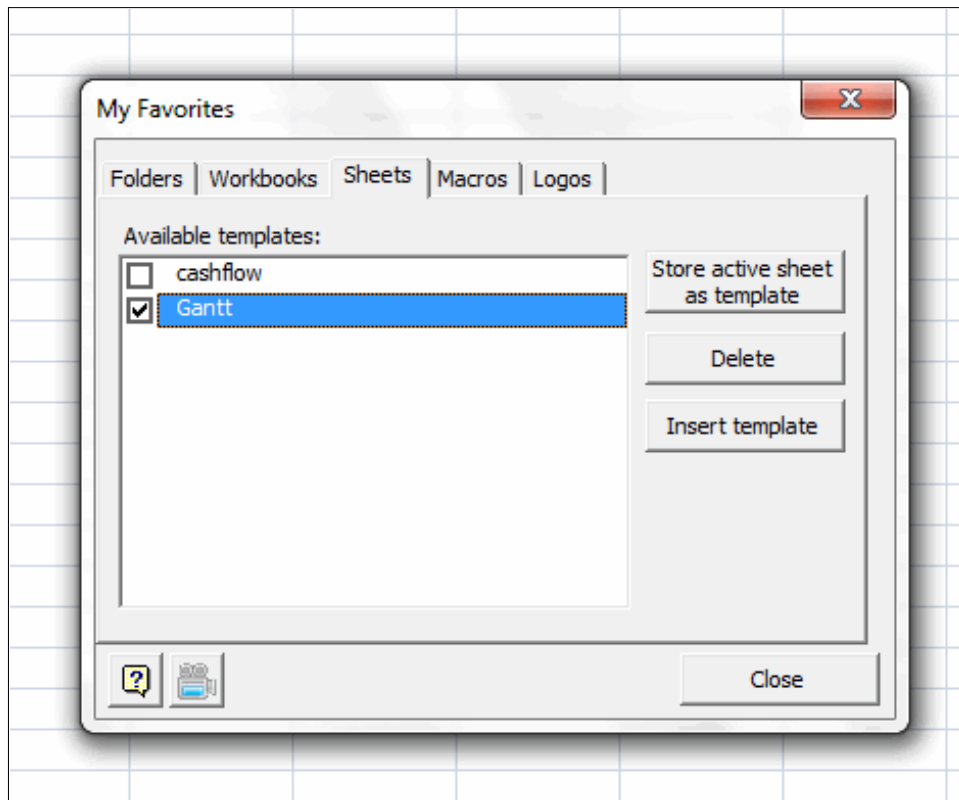 My Favorites
Folders Workbooks Sheets Macros Logos
Available templates:
cashflow
Gantt
Store active sheet
as template
Delete
Insert template
Close